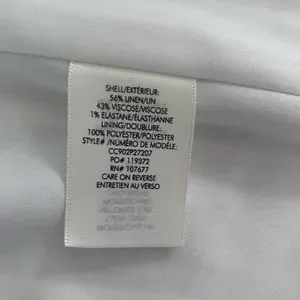 SHELL/EXTÉRIEUR:
56% LINEN/LIN
43% VISCOSE/VISCOSE
1% ELASTANE/ÉLASTHANNE
LINING/DOUBLURE:
100% POLYESTER/POLYESTER
STYLE# /NUMÉRO DE MODÈLE:
CC902P27207
PO# 119372
RN# 107677
CARE ON REVERSE
ENTRETIEN AU VERSO